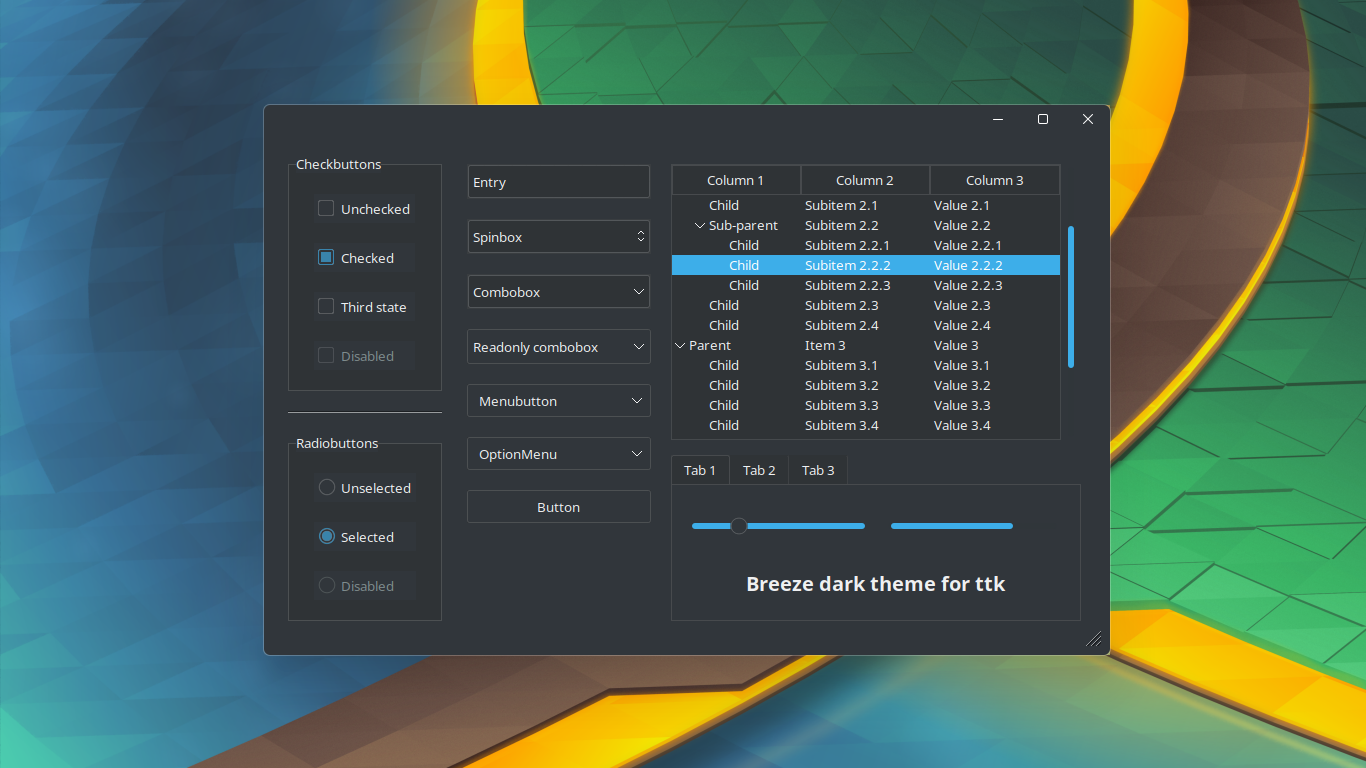 Checkbuttons
Unchecked
Checked
Third state
Disabled
Radiobuttons
Unselected
Selected
Disabled
Entry
Spinbox
Combobox
Readonly combobox
Menubutton
OptionMenu
Button
Column 1 Column 2 Column 3
Child Subitem 2.1 Value 2.1
Sub-parent Subitem 2.2 Value 2.2
Child Subitem 2.2.1 Value 2.2.1
Child Subitem 2.2.2 Value 2.2.2
Child Subitem 2.2.3 Value 2.2.3
Child Subitem 2.3 Value 2.3
Child Subitem 2.4 Value 2.4
Parent Item 3 Value 3
Child Subitem 3.1 Value 3.1
Child Subitem 3.2 Value 3.2
Child Subitem 3.3 Value 3.3
Child Subitem 3.4 Value 3.4
Tab 1 Tab 2 Tab 3
Breeze dark theme for ttk